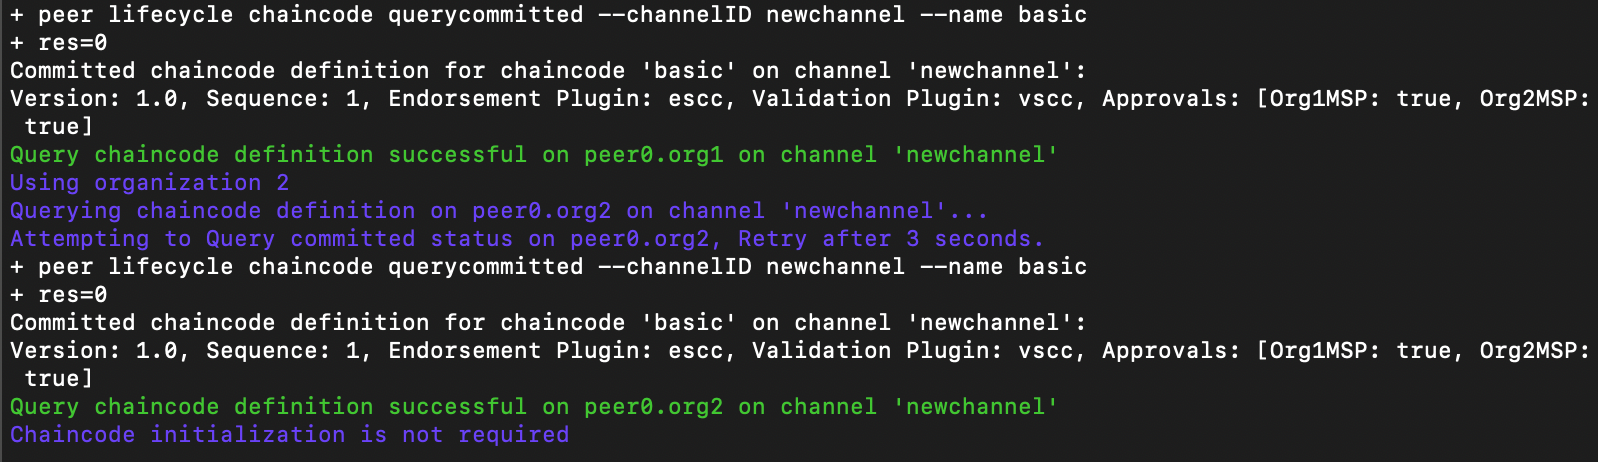 + peer lifecycle chaincode querycommitted --channelID newchannel --name basic
+ res=0
Committed chaincode definition for chaincode 'basic' on channel 'newchannel':
Version: 1.0, Sequence: 1, Endorsement Plugin: escc, Validation Plugin: vscc, Approvals: [Org1MSP: true, Org2MSP:
 true]
Query chaincode definition successful on peer0.org1 on channel 'newchannel'
Using organization 2
Querying chaincode definition on peer0.org2 on channel 'newchannel'...
Attempting to Query committed status on peer0.org2, Retry after 3 seconds.
+ peer lifecycle chaincode querycommitted --channelID newchannel --name basic
+ res=0
Committed chaincode definition for chaincode 'basic' on channel 'newchannel':
Version: 1.0, Sequence: 1, Endorsement Plugin: escc, Validation Plugin: vscc, Approvals: [Org1MSP: true, Org2MSP:
 true]
Query chaincode definition successful on peer0.org2 on channel 'newchannel'
Chaincode initialization is not required